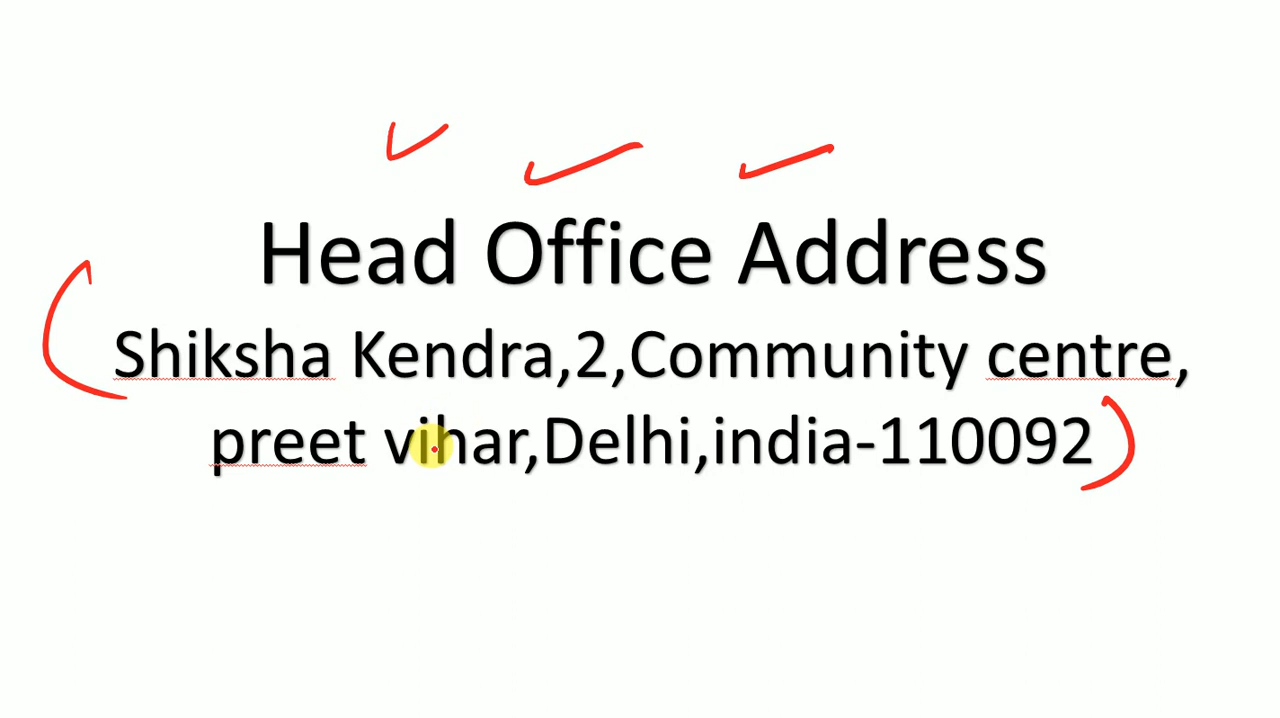 Head Office Address
Shiksha Kendra,2,Community centre,
preet vihar,Delhi,india-110092